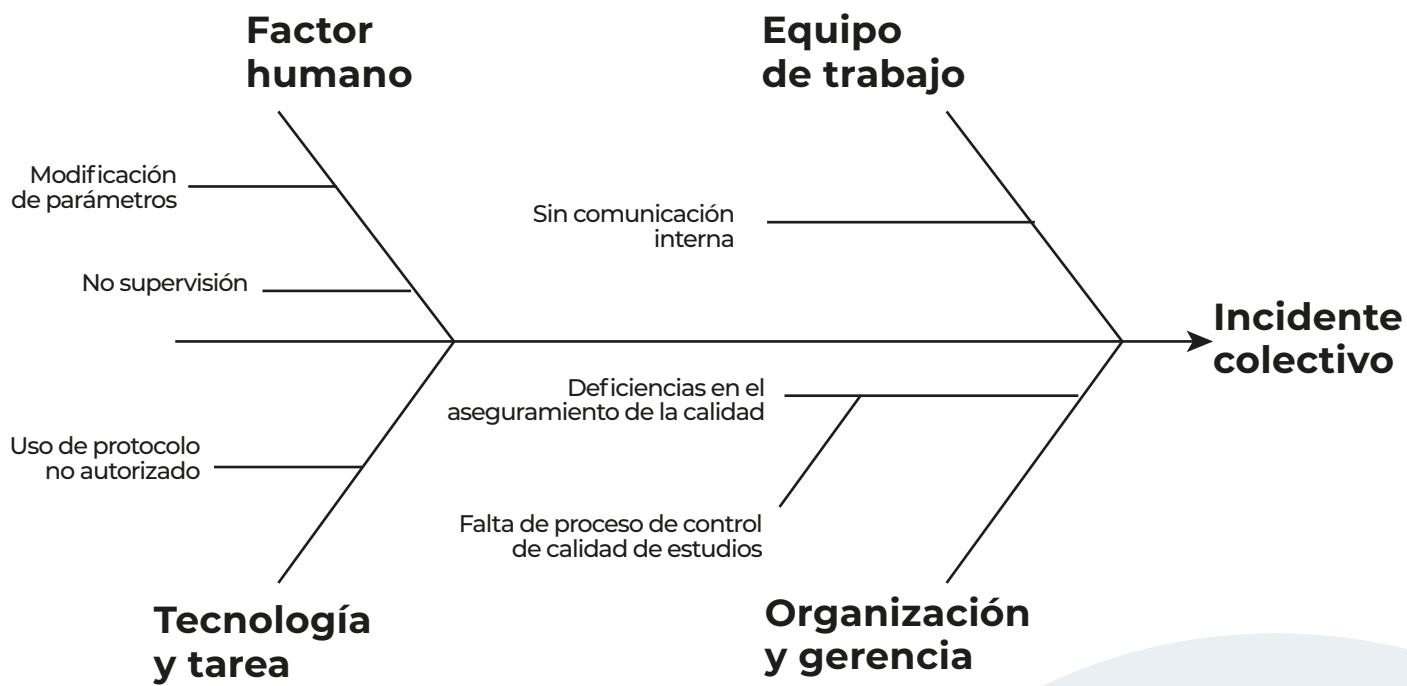 Factor
humano
Equipo
de trabajo
Modificación
de parámetros
Sin comunicación
interna
No supervisión
Incidente
colectivo
Deficiencias en el
aseguramiento de la calidad
Uso de protocolo
no autorizado
Falta de proceso de control
de calidad de estudios
Tecnología
y tarea
Organización
y gerencia